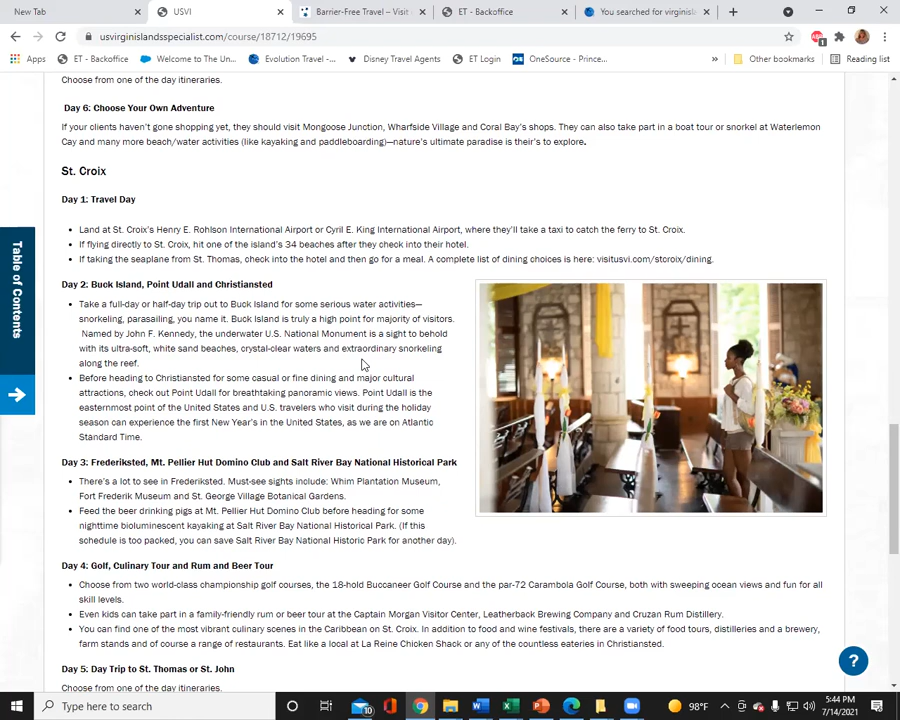 New Tab
USVI
Barrier-Free Travel – Visit
ET - Backoffice
You searched for virginisl
usvirginislandsspecialist.com/course/18712/19695
Apps
ET - Backoffice
Welcome to The Un...
Evolution Travel -...
Disney Travel Agents
ET Login
OneSource - Prince...
»
Other bookmarks
Reading list
Choose from one of the day itineraries.
Day 6: Choose Your Own Adventure
If your clients haven't gone shopping yet, they should visit Mongoose Junction, Wharfside Village and Coral Bay's shops. They can also take part in a boat tour or snorkel at Waterlemon
Cay and many more beach/water activities (like kayaking and paddleboarding)—nature's ultimate paradise is their's to explore.
St. Croix
Day 1: Travel Day
Land at St. Croix's Henry E. Rohlson International Airport or Cyril E. King International Airport, where they'll take a taxi to catch the ferry to St. Croix.
If flying directly to St. Croix, hit one of the island's 34 beaches after they check into their hotel.
If taking the seaplane from St. Thomas, check into the hotel and then go for a meal. A complete list of dining choices is here: visitusvi.com/stcroix/dining.
Table of Contents
Day 2: Buck Island, Point Udall and Christiansted
Take a full-day or half-day trip out to Buck Island for some serious water activities—
snorkeling, parasailing, you name it. Buck Island is truly a high point for majority of visitors.
Named by John F. Kennedy, the underwater U.S. National Monument is a sight to behold
with its ultra-soft, white sand beaches, crystal-clear waters and extraordinary snorkeling
along the reef.
Before heading to Christiansted for some casual or fine dining and major cultural
attractions, check out Point Udall for breathtaking panoramic views. Point Udall is the
easternmost point of the United States and U.S. travelers who visit during the holiday
season can experience the first New Year's in the United States, as we are on Atlantic
Standard Time.
Day 3: Frederiksted, Mt. Pellier Hut Domino Club and Salt River Bay National Historical Park
There's a lot to see in Frederiksted. Must-see sights include: Whim Plantation Museum,
Fort Frederik Museum and St. George Village Botanical Gardens.
Feed the beer drinking pigs at Mt. Pellier Hut Domino Club before heading for some
nighttime bioluminescent kayaking at Salt River Bay National Historical Park. (If this
schedule is too packed, you can save Salt River Bay National Historic Park for another day).
Day 4: Golf, Culinary Tour and Rum and Beer Tour
Choose from two world-class championship golf courses, the 18-hold Buccaneer Golf Course and the par-72 Carambola Golf Course, both with sweeping ocean views and fun for all
skill levels.
Even kids can take part in a family-friendly rum or beer tour at the Captain Morgan Visitor Center, Leatherback Brewing Company and Cruzan Rum Distillery.
You can find one of the most vibrant culinary scenes in the Caribbean on St. Croix. In addition to food and wine festivals, there are a variety of food tours, distilleries and a brewery,
farm stands and of course a range of restaurants. Eat like a local at La Reine Chicken Shack or any of the countless eateries in Christiansted.
?
Day 5: Day Trip to St. Thomas or St. John
Choose from one of the day itineraries.
Type here to search
10
98°F
5:44 PM
7/14/2021